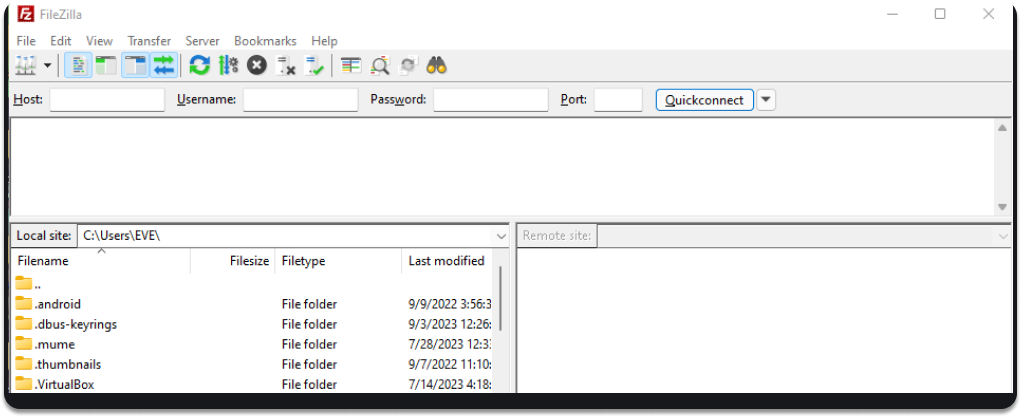 FileZilla
File Edit View Transfer Server Bookmarks Help
Host: Username: Password: Port: Quickconnect
Local site: C:\Users\EVE\ Remote site:
Filename Filesize Filetype Last modified
..
.android File folder 9/9/2022 3:56:3
.dbus-keyrings File folder 9/3/2023 12:26:
.mume File folder 7/28/2023 12:3
.thumbnails File folder 9/7/2022 11:10:
.VirtualBox File folder 7/14/2023 4:18: